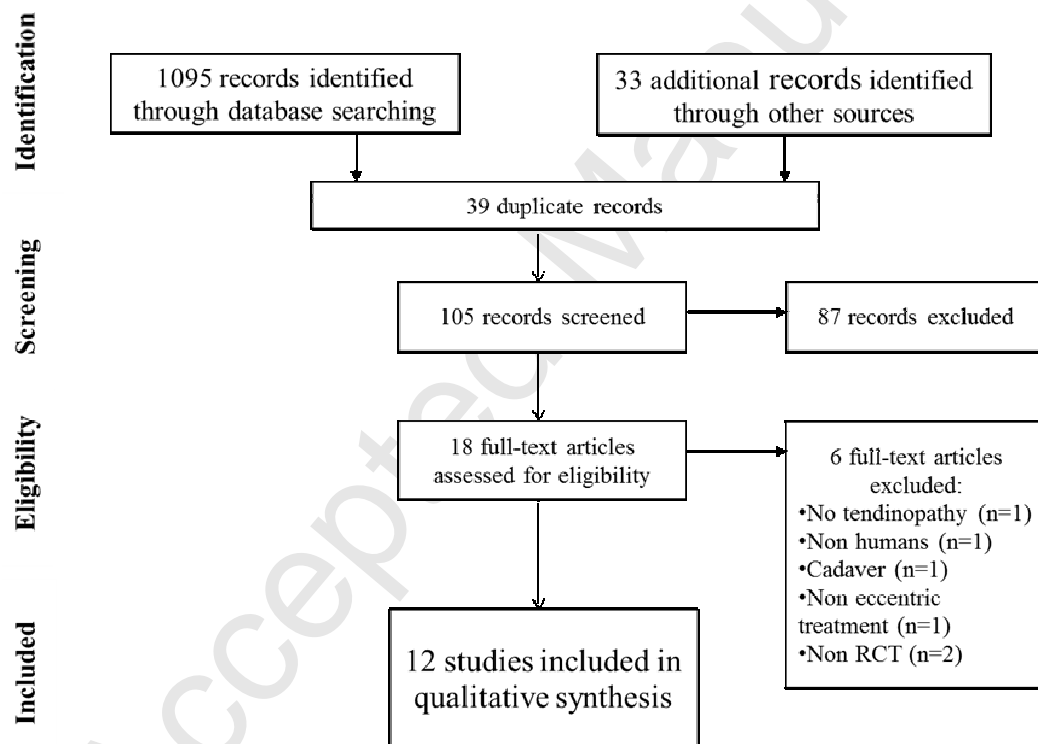 Identification
1095 records identified
through database searching
33 additional records identified
through other sources
39 duplicate records
Screening
105 records screened
87 records excluded
Eligibility
18 full-text articles
assessed for eligibility
6 full-text articles
excluded:
•No tendinopathy (n=1)
•Non humans (n=1)
•Cadaver (n=1)
•Non eccentric
treatment (n=1)
•Non RCT (n=2)
Included
12 studies included in
qualitative synthesis
Accepted Manu